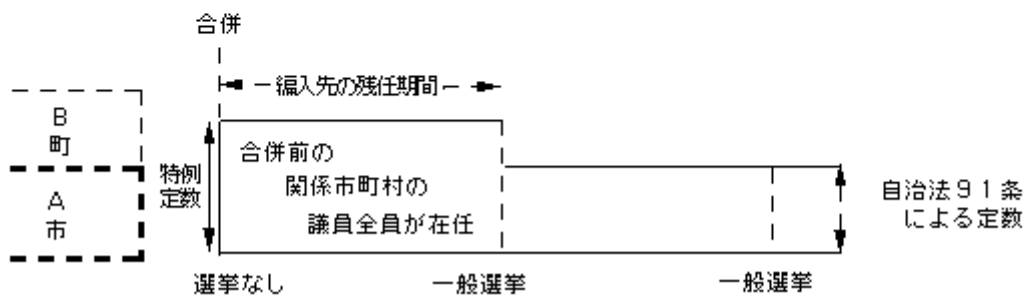 合併
編入先の残任期間
B
町
A
市
特例
定数
合併前の
関係市町村の
議員全員が在任
自治法９１条
による定数
選挙なし
一般選挙
一般選挙